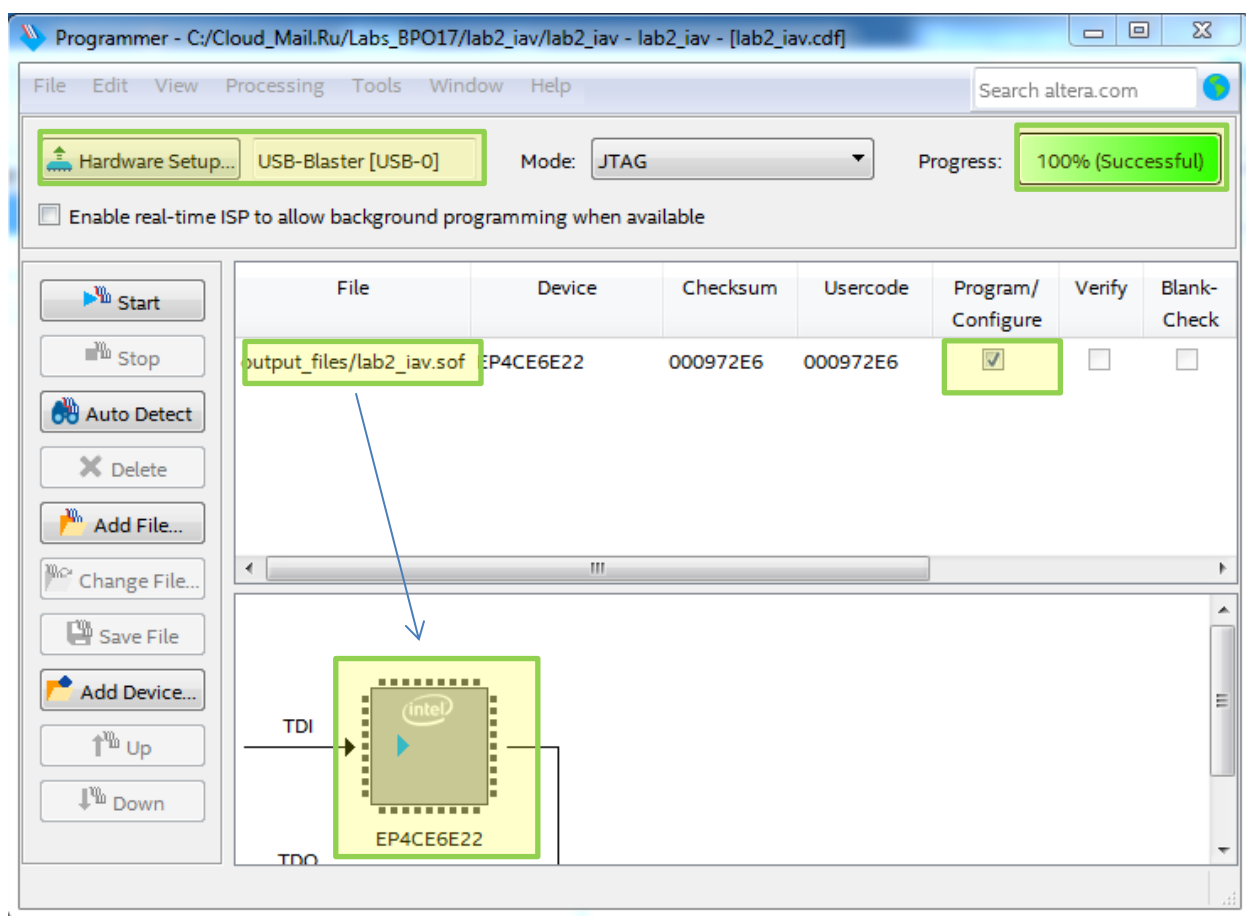 Programmer - C:/Cloud_Mail.Ru/Labs_BPO17/lab2_iav/lab2_iav - lab2_iav - [lab2_iav.cdf]
File Edit View Processing Tools Window Help
Search altera.com
Hardware Setup... USB-Blaster [USB-0] Mode: JTAG Progress: 100% (Successful)
Enable real-time ISP to allow background programming when available
Start
Stop
Auto Detect
Delete
Add File...
Change File...
Save File
Add Device...
Up
Down
File Device Checksum Usercode Program/ Verify Blank-
Configure Check
output_files/lab2_iav.sof EP4CE6E22 000972E6 000972E6
intel
TDI
EP4CE6E22
TDO